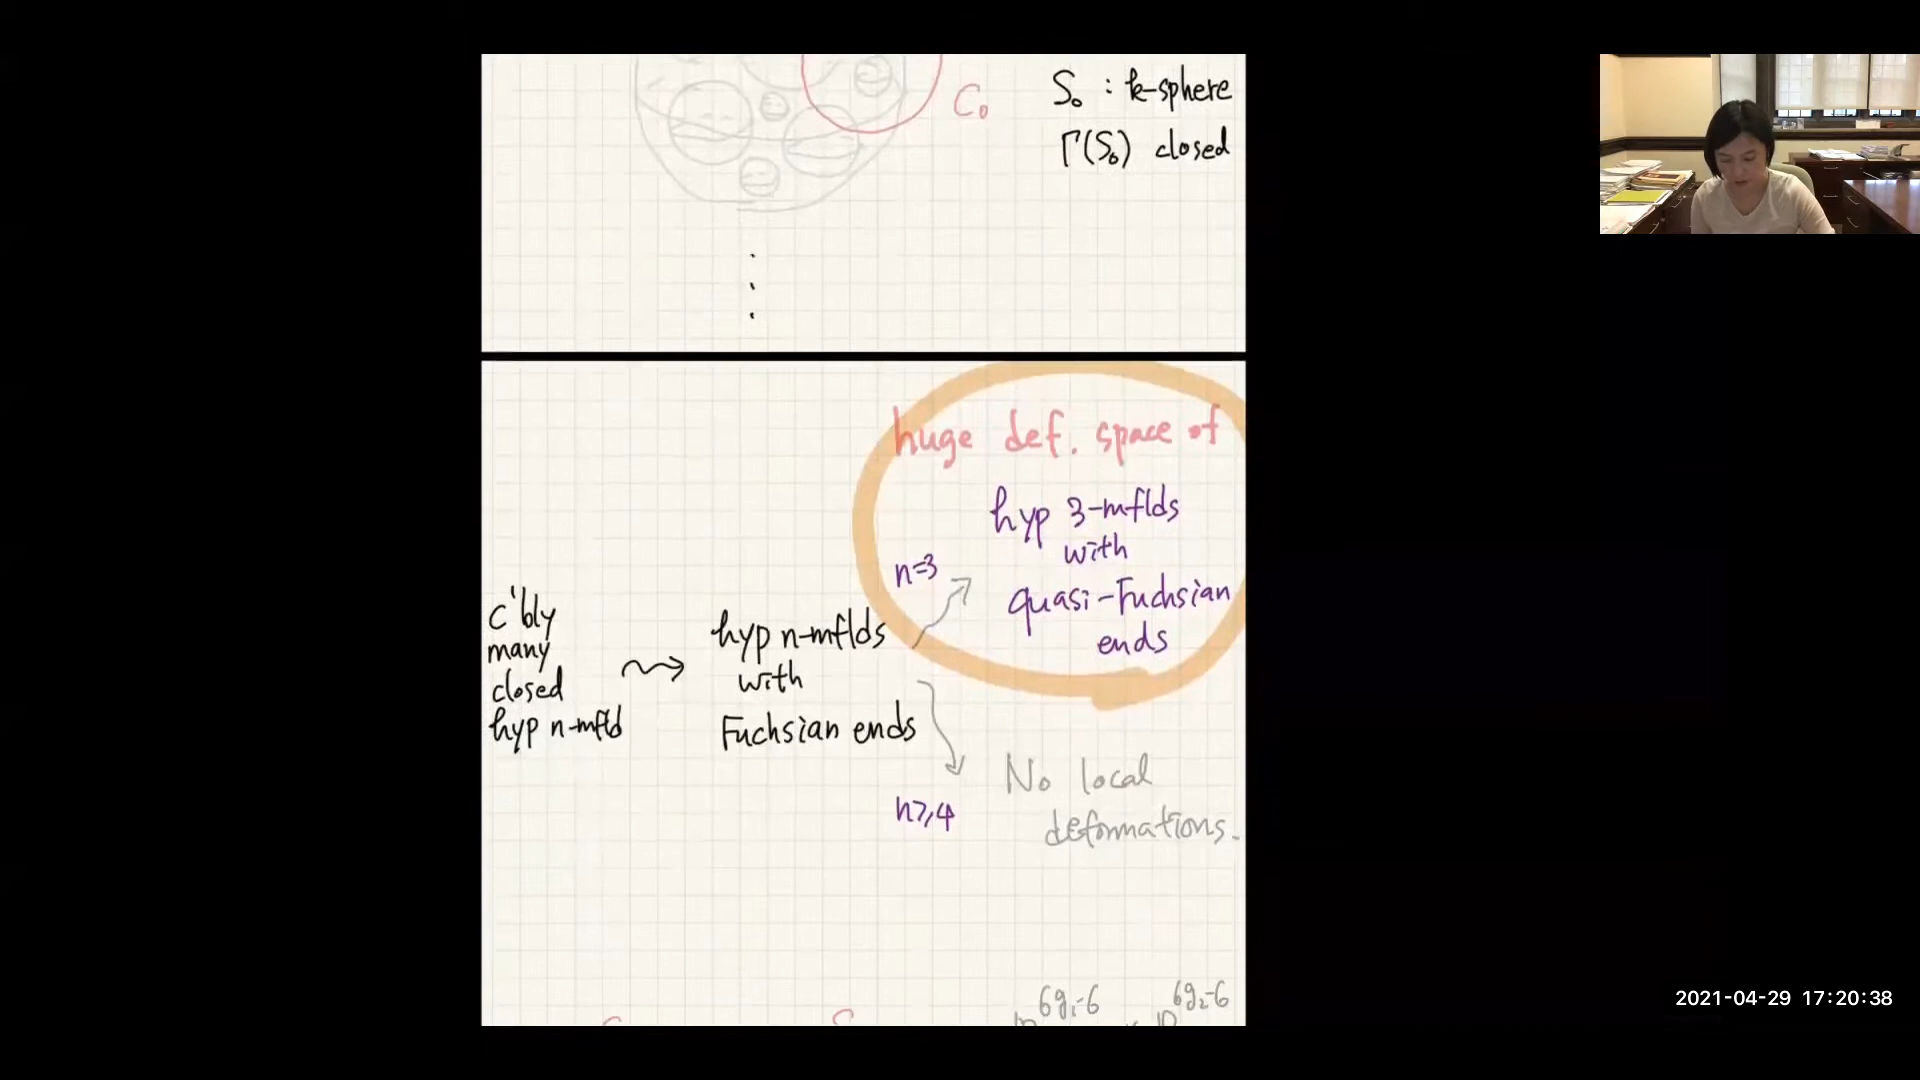 C₀
S₀ : k-sphere
Γ(S₀) closed
huge def. space of
hyp 3-mflds
with
quasi-Fuchsian
ends
n=3
c'bly
many
closed
hyp n-mfld
hyp n-mflds
with
Fuchsian ends
n≥4
No local
deformations.
6g₁-6
6g₂-6
2021-04-29 17:20:38